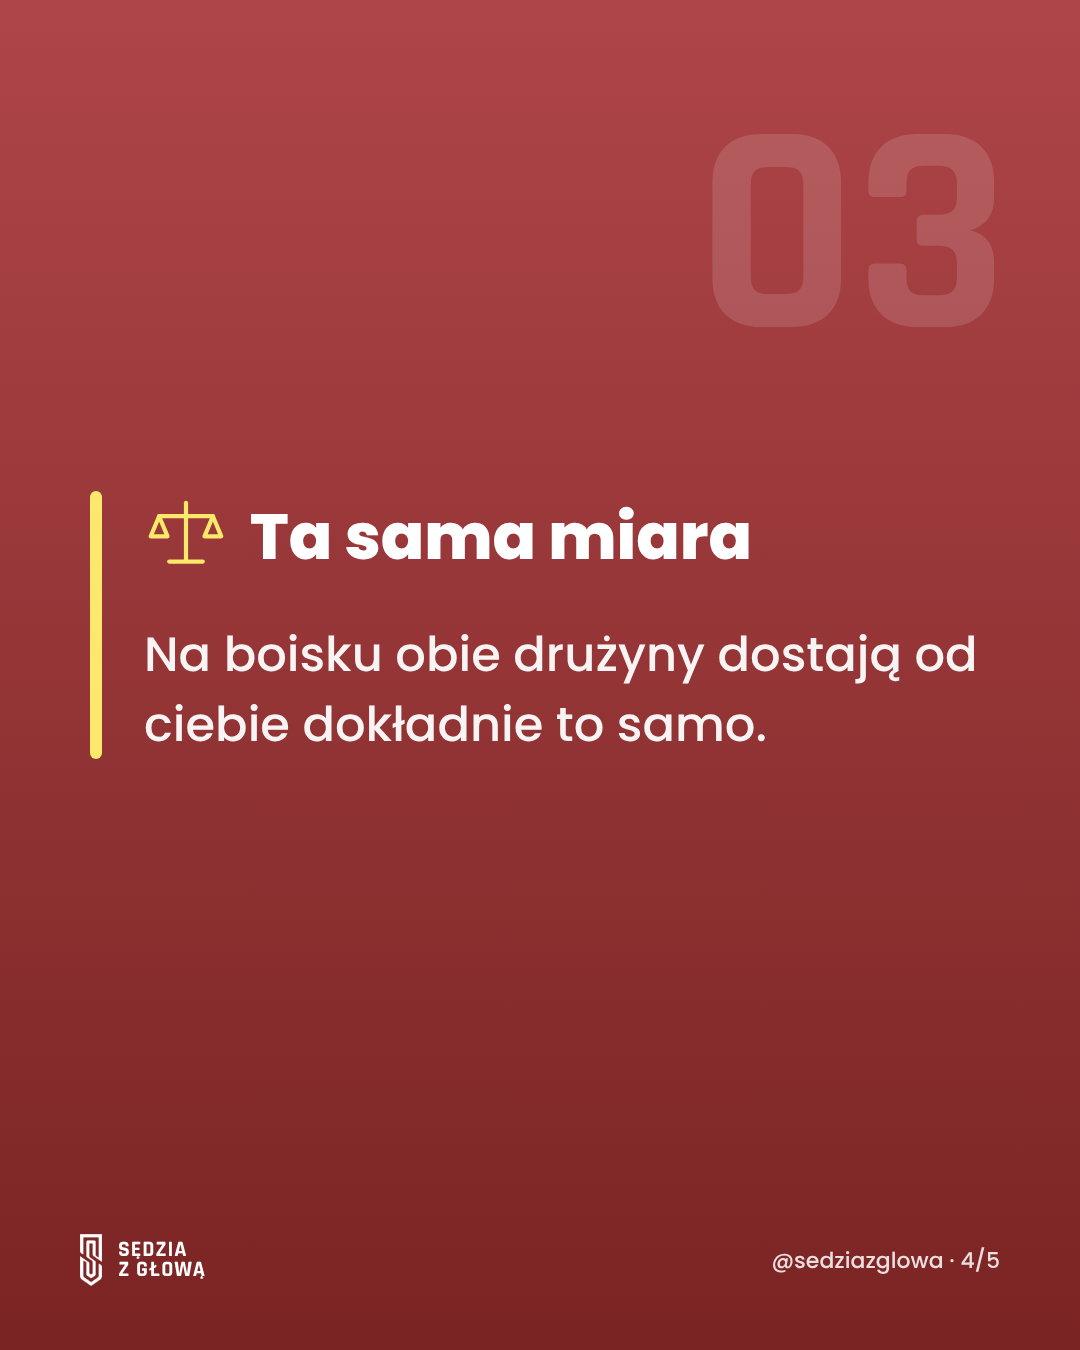 03
Ta sama miara
Na boisku obie drużyny dostają od
ciebie dokładnie to samo.
SĘDZIA
Z GŁOWĄ
@sedziazglowa · 4/5